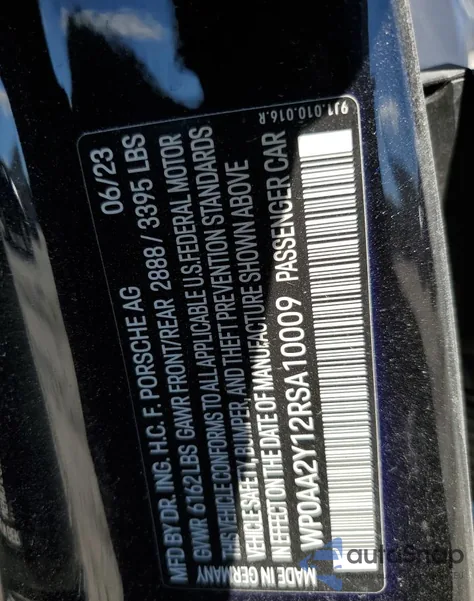 9J1.010.016.R
MFD BY DR. ING. H.C. F. PORSCHE AG 06/23
GVWR 6162 LBS GAWR FRONT/REAR 2888 / 3395 LBS
THIS VEHICLE CONFORMS TO ALL APPLICABLE U.S. FEDERAL MOTOR
VEHICLE SAFETY, BUMPER, AND THEFT PREVENTION STANDARDS
IN EFFECT ON THE DATE OF MANUFACTURE SHOWN ABOVE
WP0AA2Y12RSA10009 PASSENGER CAR
MADE IN GERMANY
autoSnap